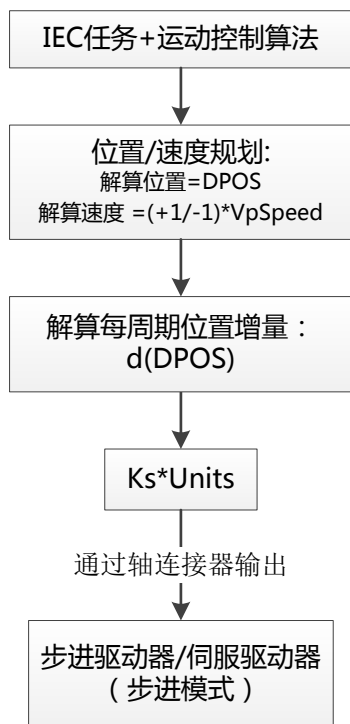 IEC任务+运动控制算法
位置/速度规划:
解算位置=DPOS
解算速度 =(+1/-1)*VpSpeed
解算每周期位置增量：
d(DPOS)
Ks*Units
通过轴连接器输出
步进驱动器/伺服驱动器
（步进模式）